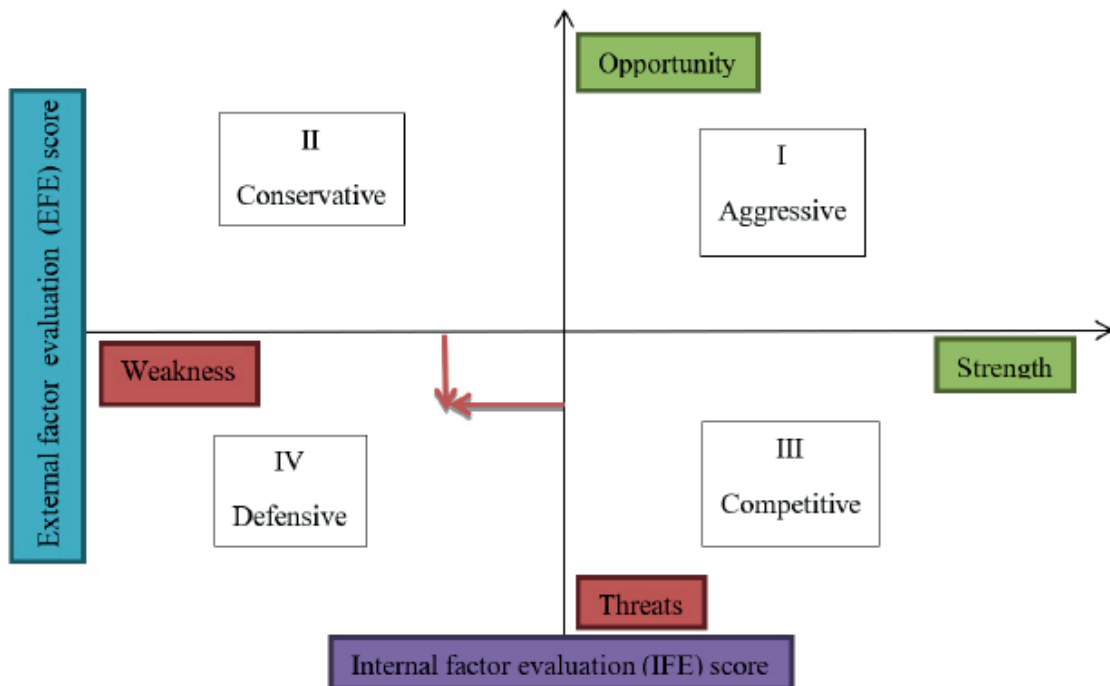 Opportunity
II
Conservative
I
Aggressive
External factor evaluation (EFE) score
Weakness
Strength
IV
Defensive
III
Competitive
Threats
Internal factor evaluation (IFE) score